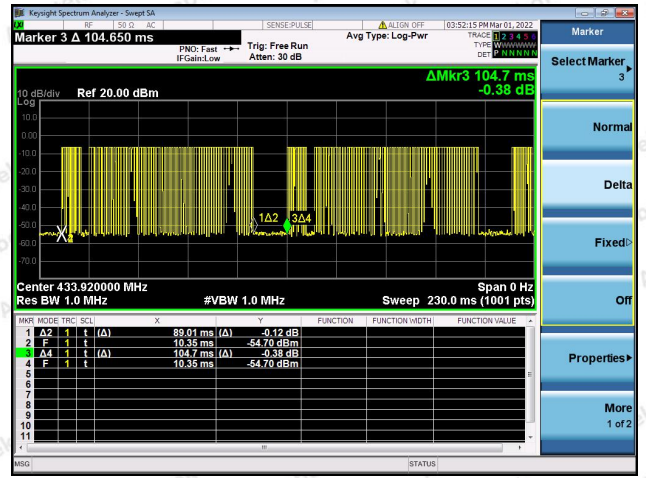 Keysight Spectrum Analyzer - Swept SA
RF 50 Ω AC SENSE:PULSE ALIGN OFF 03:52:15 PM Mar 01, 2022
Marker 3 Δ 104.650 ms
Avg Type: Log-Pwr
TRACE 1 2 3 4 5 6
TYPE WWWWWW
DET P NNNNN
PNO: Fast
IFGain:Low
Trig: Free Run
Atten: 30 dB
ΔMkr3 104.7 ms
-0.38 dB
10 dB/div Ref 20.00 dBm
Log
10.0
0.00
-10.0
-20.0
-30.0
-40.0
-50.0
-60.0
-70.0
1Δ2
3Δ4
Center 433.920000 MHz Span 0 Hz
Res BW 1.0 MHz #VBW 1.0 MHz Sweep 230.0 ms (1001 pts)
MKR MODE TRC SCL X Y FUNCTION FUNCTION WIDTH FUNCTION VALUE
1 Δ2 1 t (Δ) 89.01 ms (Δ) -0.12 dB
2 F 1 t 10.35 ms -54.70 dBm
3 Δ4 1 t (Δ) 104.7 ms (Δ) -0.38 dB
4 F 1 t 10.35 ms -54.70 dBm
5
6
7
8
9
10
11
MSG STATUS
Marker
Select Marker
3
Normal
Delta
Fixed
Off
Properties
More
1 of 2